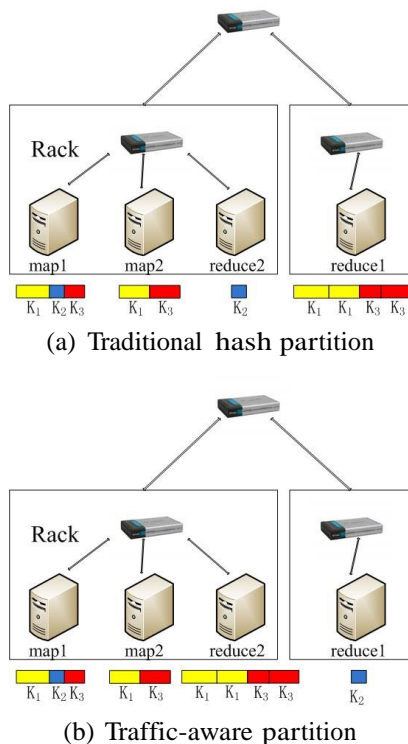 Rack
map1 map2 reduce2 reduce1
K1 K2 K3 K1 K3 K2 K1 K1 K3 K3
(a) Traditional hash partition
Rack
map1 map2 reduce2 reduce1
K1 K2 K3 K1 K3 K1 K1 K3 K3 K2
(b) Traffic-aware partition